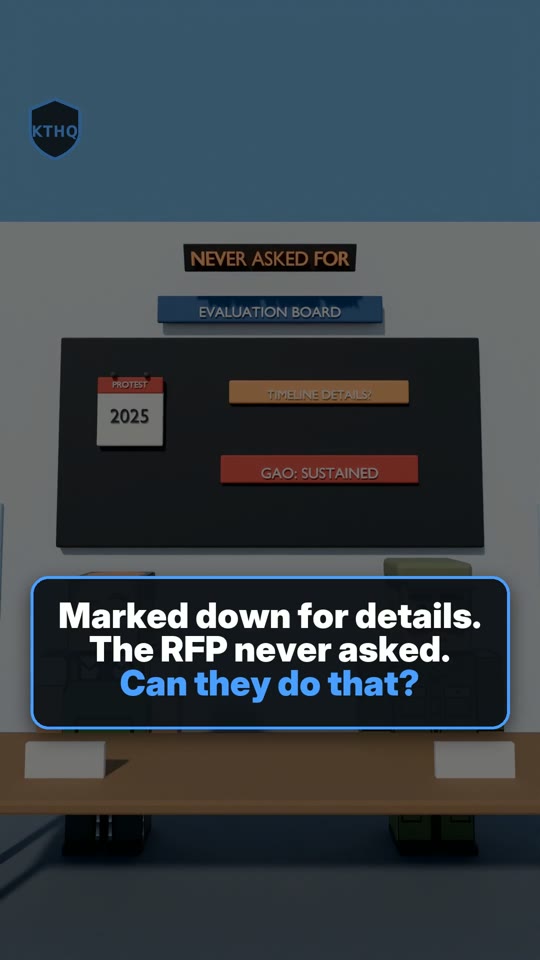 KTHQ
NEVER ASKED FOR
EVALUATION BOARD
PROTEST
2025
TIMELINE DETAILS?
GAO: SUSTAINED
Marked down for details.
The RFP never asked.
Can they do that?